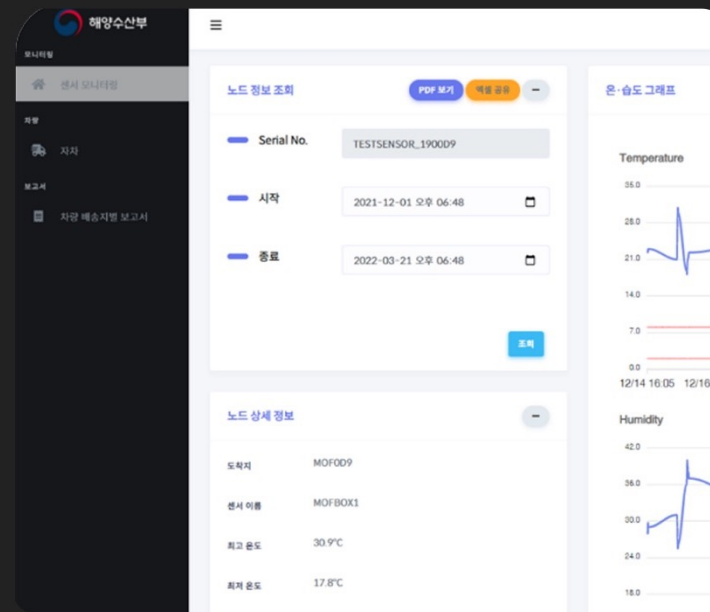 해양수산부
모니터링
센서 모니터링
차량
자차
보고서
차량 배송지별 보고서
노드 정보 조회
PDF 보기
엑셀 공유
Serial No.
TESTSENSOR_1900D9
시작
2021-12-01 오후 06:48
종료
2022-03-21 오후 06:48
조회
노드 상세 정보
도착지
MOF0D9
센서 이름
MOFBOX1
최고 온도
30.9°C
최저 온도
17.8°C
온·습도 그래프
Temperature
35.0
28.0
21.0
14.0
7.0
0.0
12/14 16:05 12/16
Humidity
42.0
36.0
30.0
24.0
18.0